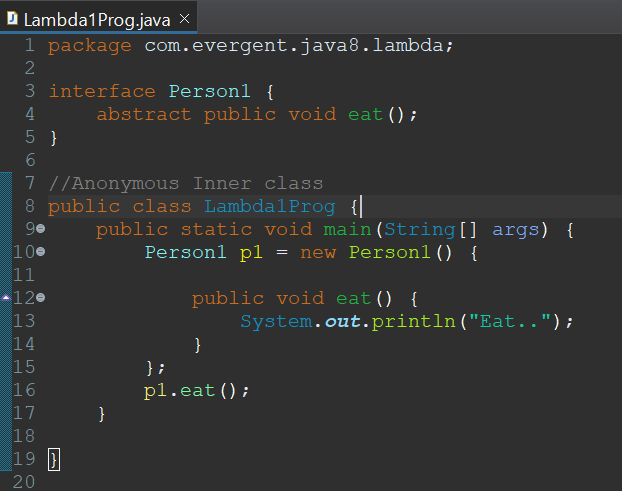 Lambda1Prog.java
1 package com.evergent.java8.lambda;
2
3 interface Person1 {
4     abstract public void eat();
5 }
6
7 //Anonymous Inner class
8 public class Lambda1Prog {
9     public static void main(String[] args) {
10         Person1 p1 = new Person1() {
11
12             public void eat() {
13                 System.out.println("Eat..");
14             }
15         };
16         p1.eat();
17     }
18
19 }
20